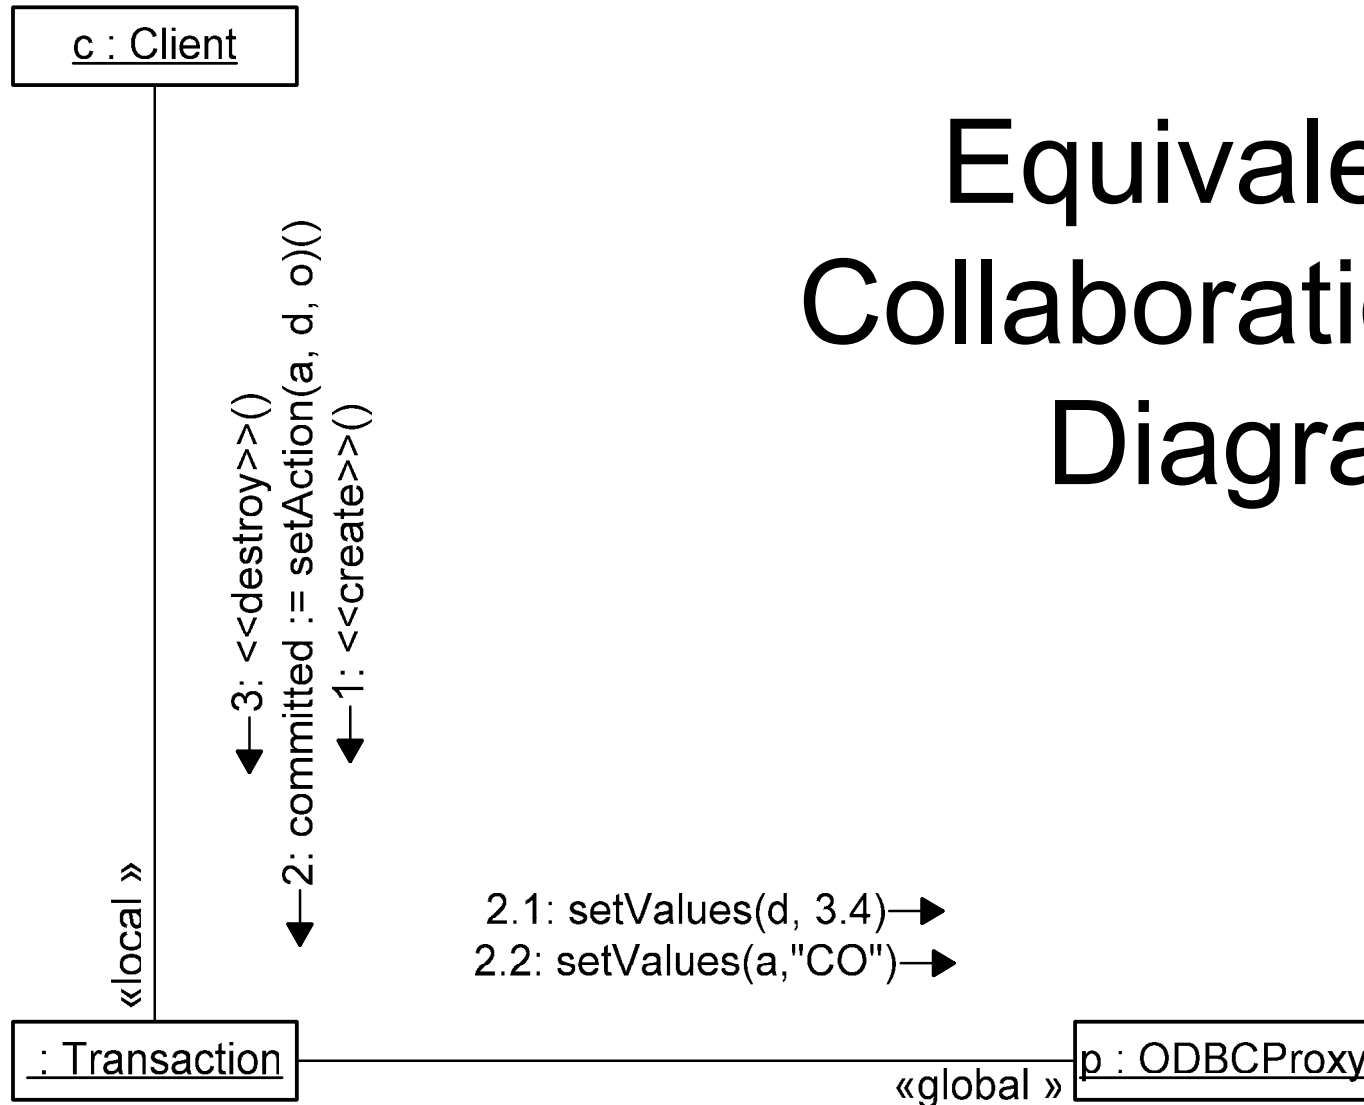 c : Client
Equivale
Collaborati
Diagra
3: <<destroy>>()
2: committed := setAction(a, d, o)()
1: <<create>>()
«local »
2.1: setValues(d, 3.4)
2.2: setValues(a,"CO")
: Transaction
«global »
p : ODBCProxy